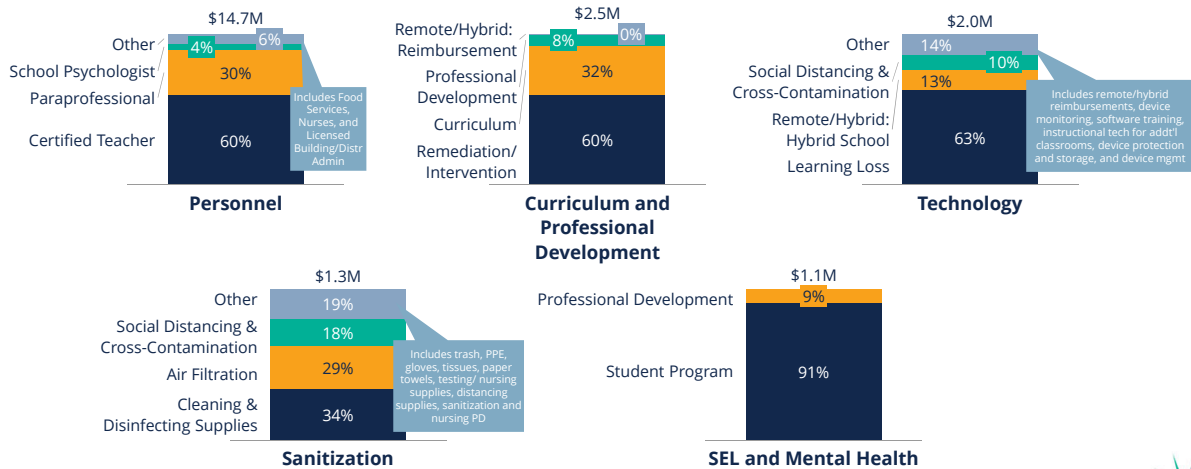 $14.7M
Other
School Psychologist
Paraprofessional
Certified Teacher
6%
4%
30%
60%
Includes Food
Services,
Nurses, and
Licensed
Building/Distr
Admin
Personnel
$2.5M
Remote/Hybrid:
Reimbursement
Professional
Development
Curriculum
Remediation/
Intervention
0%
8%
32%
60%
Curriculum and
Professional
Development
$2.0M
Other
Social Distancing &
Cross-Contamination
Remote/Hybrid:
Hybrid School
Learning Loss
14%
10%
13%
63%
Includes remote/hybrid
reimbursements, device
monitoring, software training,
instructional tech for addt'l
classrooms, device protection
and storage, and device mgmt
Technology
$1.3M
Other
Social Distancing &
Cross-Contamination
Air Filtration
Cleaning &
Disinfecting Supplies
19%
18%
29%
34%
Includes trash, PPE,
gloves, tissues, paper
towels, testing/ nursing
supplies, distancing
supplies, sanitization and
nursing PD
Sanitization
$1.1M
Professional Development
Student Program
9%
91%
SEL and Mental Health